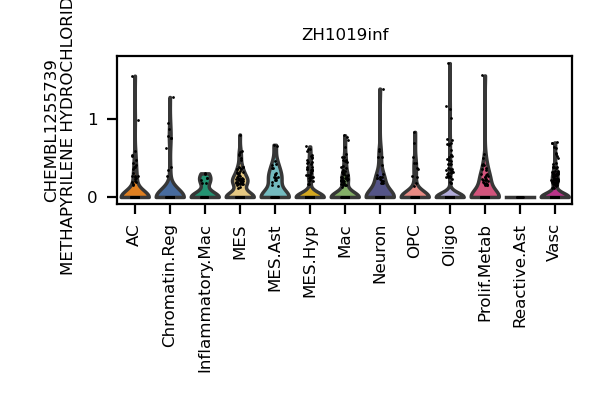 ZH1019inf
CHEMBL1255739
METHAPYRILENE HYDROCHLORID
1
0
AC
Chromatin.Reg
Inflammatory.Mac
MES
MES.Ast
MES.Hyp
Mac
Neuron
OPC
Oligo
Prolif.Metab
Reactive.Ast
Vasc